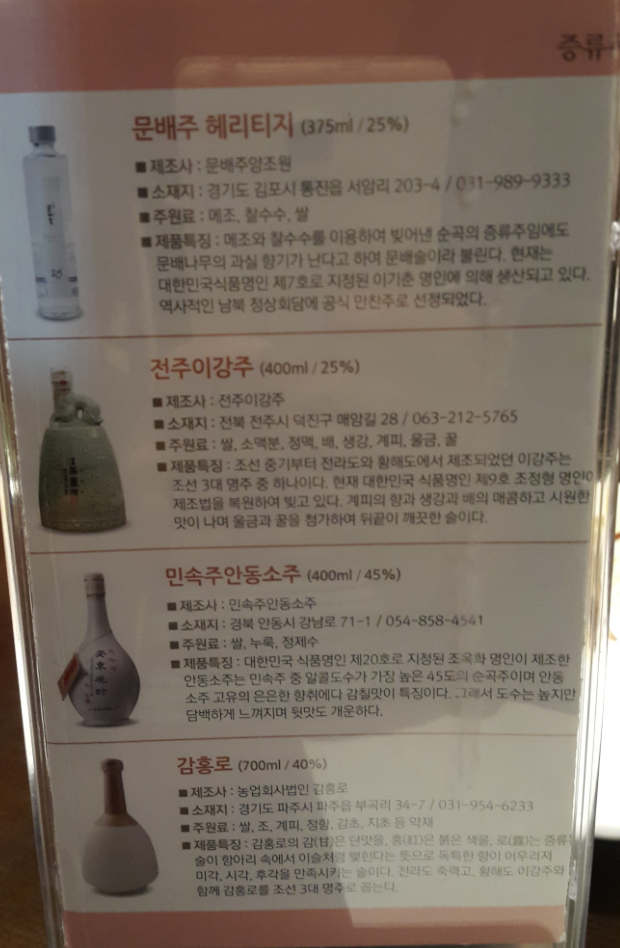 증류
문배주 헤리티지 (375ml / 25%)
■ 제조사 : 문배주양조원
■ 소재지 : 경기도 김포시 통진읍 서암리 203-4 / 031-989-9333
■ 주원료 : 메조, 찰수수, 쌀
■ 제품특징 : 메조와 찰수수를 이용하여 빚어낸 순곡의 증류주임에도
문배나무의 과실 향기가 난다고 하여 문배술이라 불린다. 현재는
대한민국식품명인 제7호로 지정된 이기춘 명인에 의해 생산되고 있다.
역사적인 남북 정상회담에 공식 만찬주로 선정되었다.
전주이강주 (400ml / 25%)
■ 제조사 : 전주이강주
■ 소재지 : 전북 전주시 덕진구 매암길 28 / 063-212-5765
■ 주원료 : 쌀, 소맥분, 정맥, 배, 생강, 계피, 울금, 꿀
■ 제품특징 : 조선 중기부터 전라도와 황해도에서 제조되었던 이강주는
조선 3대 명주 중 하나이다. 현재 대한민국 식품명인 제9호 조정형 명인이
제조법을 복원하여 빚고 있다. 계피의 향과 생강과 배의 매콤하고 시원한
맛이 나며 울금과 꿀을 첨가하여 뒤끝이 깨끗한 술이다.
민속주안동소주 (400ml / 45%)
■ 제조사 : 민속주안동소주
■ 소재지 : 경북 안동시 강남로 71-1 / 054-858-4541
■ 주원료 : 쌀, 누룩, 정제수
■ 제품특징 : 대한민국 식품명인 제20호로 지정된 조옥화 명인이 제조한
안동소주는 민속주 중 알콜도수가 가장 높은 45도의 순곡주이며 안동
소주 고유의 은은한 향취에다 감칠맛이 특징이다. 그래서 도수는 높지만
담백하게 느껴지며 뒷맛도 개운하다.
安東燒酎
감홍로 (700ml / 40%)
■ 제조사 : 농업회사법인 감홍로
■ 소재지 : 경기도 파주시 파주읍 부곡리 34-7 / 031-954-6233
■ 주원료 : 쌀, 조, 계피, 정향, 감초, 지초 등 약재
■ 제품특징 : 감홍로의 감(甘)은 단맛을, 홍(紅)은 붉은 색을, 로(露)는 증류
술이 항아리 속에서 이슬처럼 맺힌다는 뜻으로 독특한 향이 어우러져
미각, 시각, 후각을 만족시키는 술이다. 전라도 죽력고, 황해도 이강주와
함께 감홍로를 조선 3대 명주로 꼽는다.